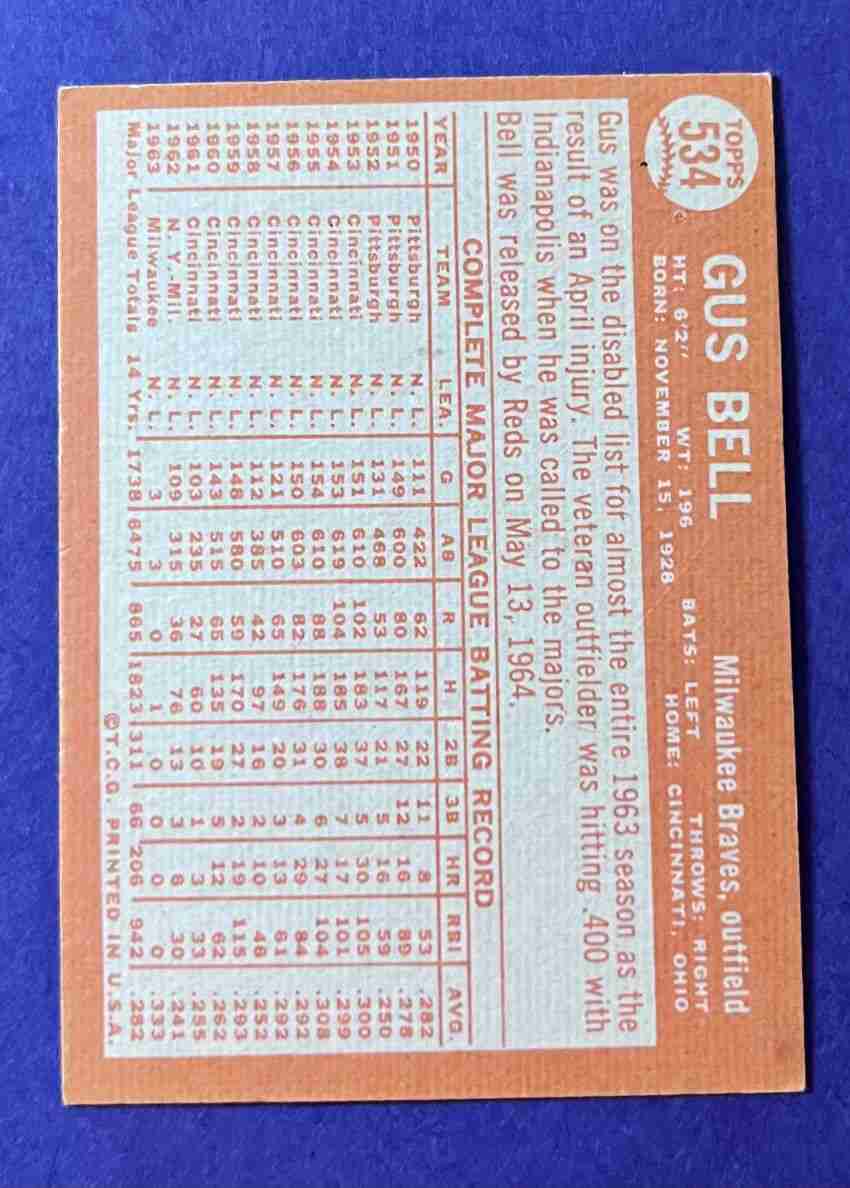 TOPP'S
534
GUS BELL
Milwaukee Braves, outfield
HT: 6'2" WT: 196 BATS: LEFT THROWS: RIGHT
BORN: NOVEMBER 15, 1928 HOME: CINCINNATI, OHIO
Gus was on the disabled list for almost the entire 1963 season as the
result of an April injury. The veteran outfielder was hitting .400 with
Indianapolis when he was called to the majors.
Bell was released by Reds on May 13, 1964.
COMPLETE MAJOR LEAGUE BATTING RECORD
YEAR TEAM LEA. G AB R H 2B 3B HR RBI AVG.
1950 Pittsburgh N. L. 111 422 62 119 22 11 8 53 .282
1951 Pittsburgh N. L. 149 600 80 167 27 12 16 89 .278
1952 Pittsburgh N. L. 131 468 53 117 21 5 16 59 .250
1953 Cincinnati N. L. 151 610 102 183 37 5 30 105 .300
1954 Cincinnati N. L. 153 619 104 185 38 7 17 101 .299
1955 Cincinnati N. L. 154 610 88 188 30 6 27 104 .308
1956 Cincinnati N. L. 150 603 82 176 31 4 29 84 .292
1957 Cincinnati N. L. 121 510 65 149 20 3 13 61 .292
1958 Cincinnati N. L. 112 385 42 97 16 2 10 46 .252
1959 Cincinnati N. L. 148 580 59 170 27 2 19 115 .293
1960 Cincinnati N. L. 143 515 65 135 19 5 12 62 .262
1961 Cincinnati N. L. 103 235 27 60 10 1 3 33 .255
1962 N. Y.-Mil. N. L. 109 315 36 76 13 3 6 30 .241
1963 Milwaukee N. L. 3 3 0 1 0 0 0 0 .333
Major League Totals 14 Yrs. 1738 6475 865 1823 311 66 206 942 .282
©T.C.G. PRINTED IN U.S.A.